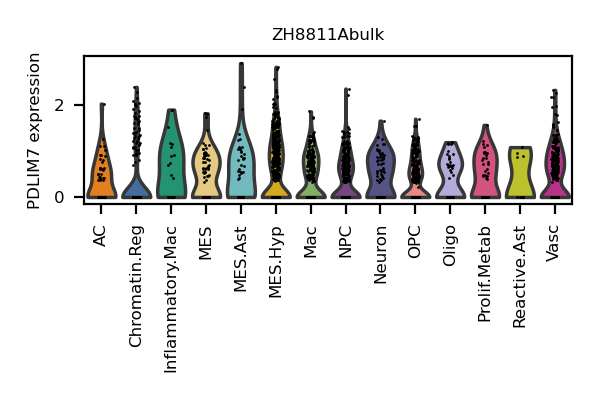 ZH8811Abulk
PDLIM7 expression
2
0
AC
Chromatin.Reg
Inflammatory.Mac
MES
MES.Ast
MES.Hyp
Mac
NPC
Neuron
OPC
Oligo
Prolif.Metab
Reactive.Ast
Vasc